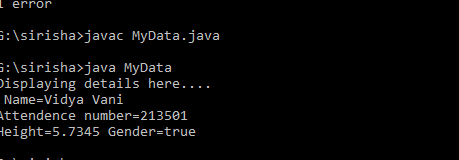 1 error
G:\sirisha>javac MyData.java
G:\sirisha>java MyData
Displaying details here....
Name=Vidya Vani
Attendence number=213501
Height=5.7345 Gender=true